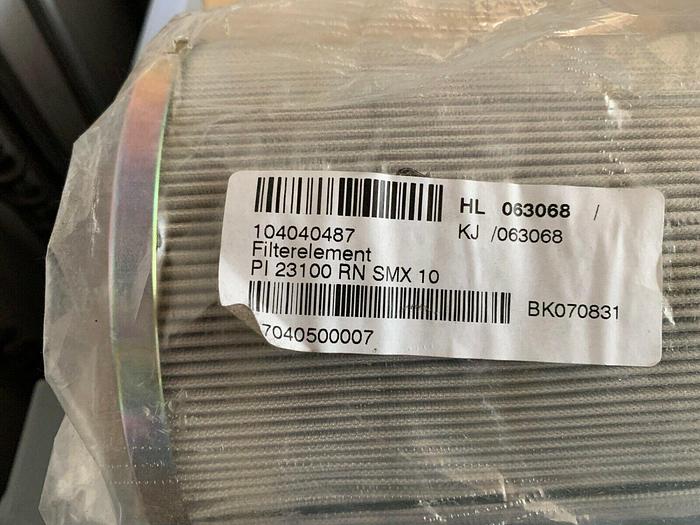 HL 063068 /
104040487
KJ /063068
Filterelement
PI 23100 RN SMX 10
BK070831
7040500007